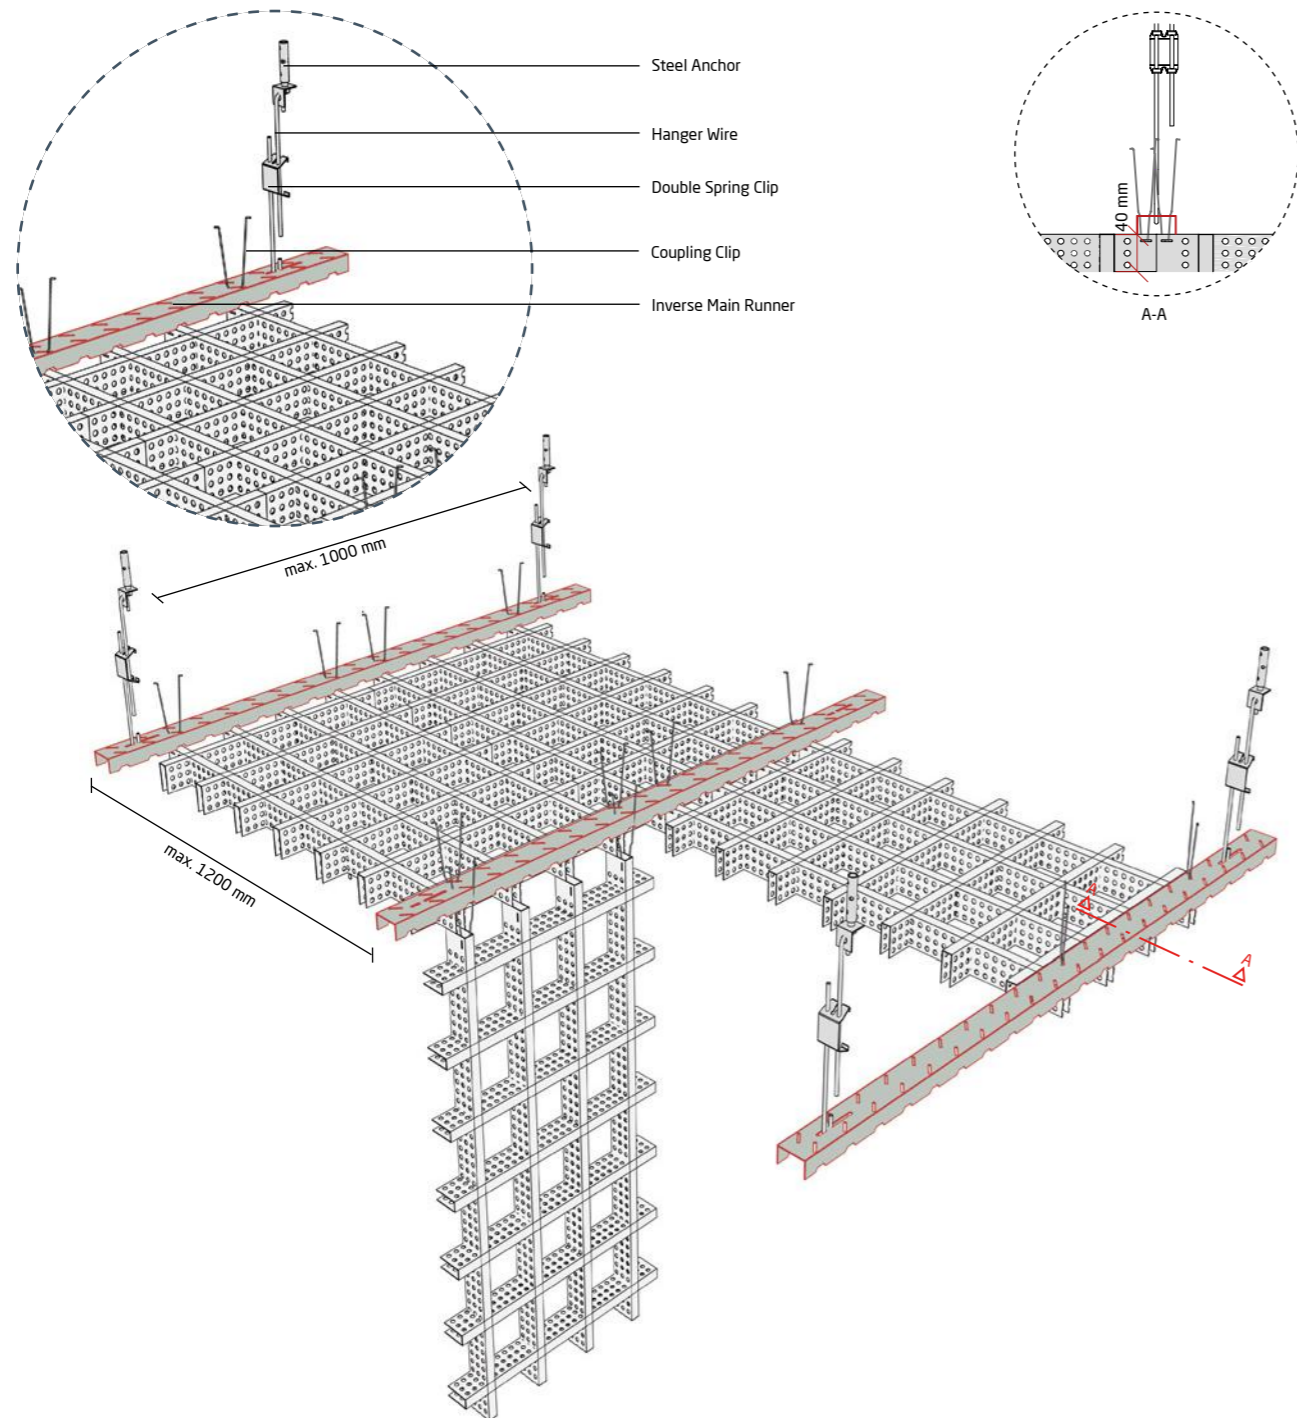 Steel Anchor
Hanger Wire
Double Spring Clip
Coupling Clip
Inverse Main Runner
40 mm
A-A
max. 1000 mm
max. 1200 mm
A
A